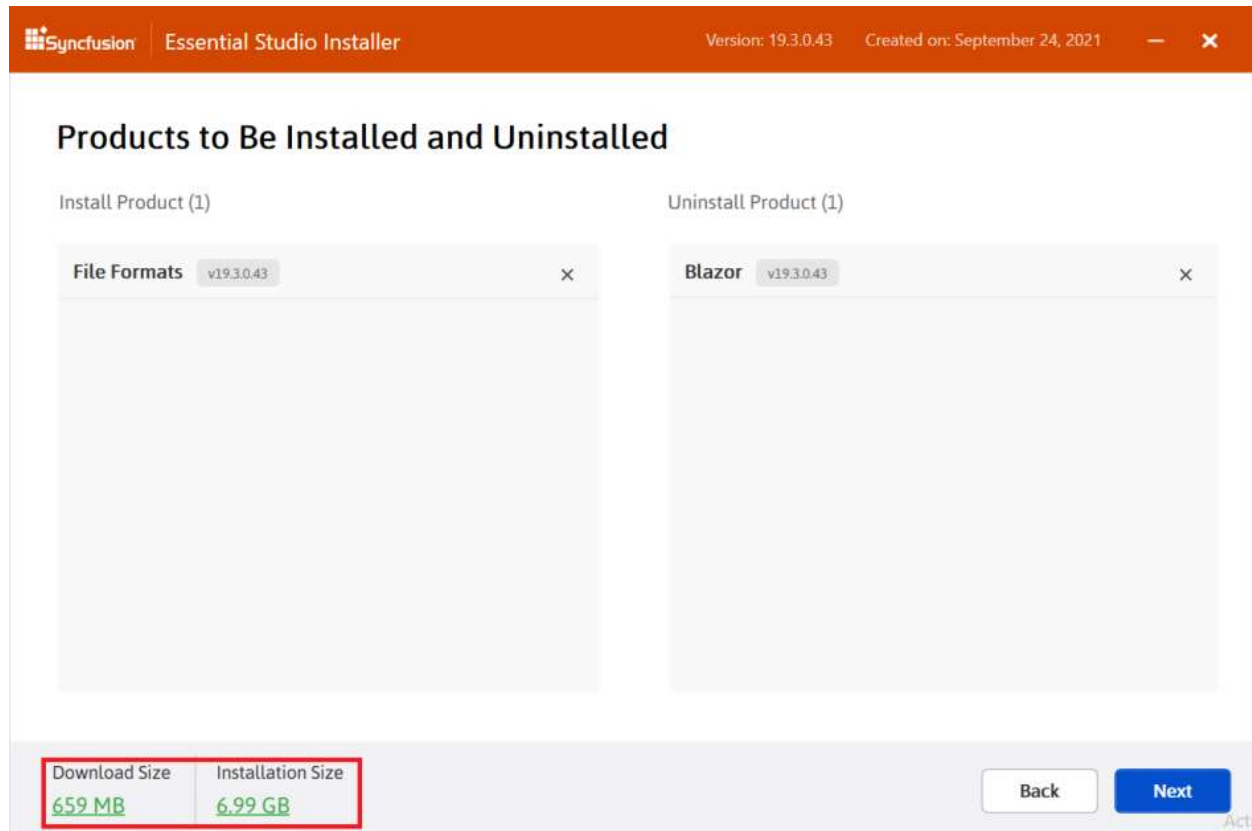 Syncfusion Essential Studio Installer Version: 19.3.0.43 Created on: September 24, 2021
Products to Be Installed and Uninstalled
Install Product (1) Uninstall Product (1)
File Formats v19.3.0.43 Blazor v19.3.0.43
Download Size Installation Size
659 MB 6.99 GB
Back Next
Act